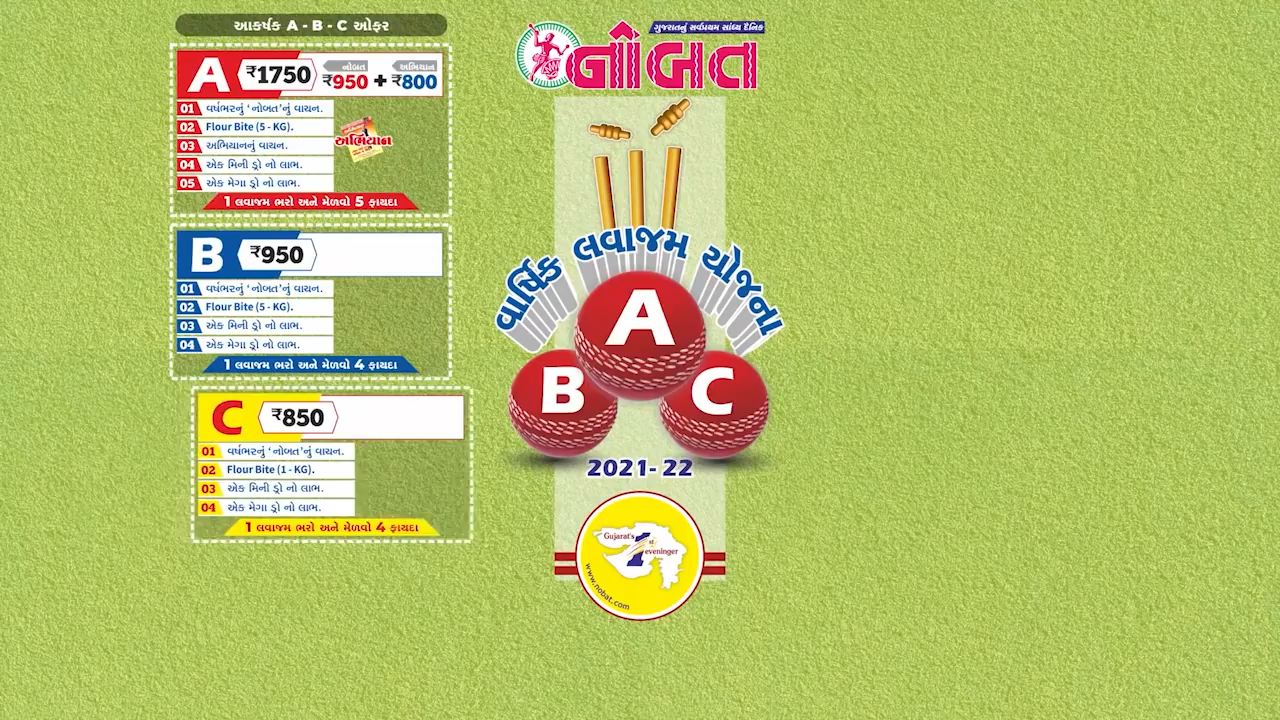 આકર્ષક A - B - C ઓફર
A ₹1750 નોબત ₹950 + અભિયાન ₹800
01 વર્ષભરનું 'નોબત'નું વાચન.
02 Flour Bite (5 - KG).
03 અભિયાનનું વાચન.
04 એક મિની ડ્રો નો લાભ.
05 એક મેગા ડ્રો નો લાભ.
અભિયાન
1 લવાજમ ભરો અને મેળવો 5 ફાયદા
B ₹950
01 વર્ષભરનું 'નોબત'નું વાચન.
02 Flour Bite (5 - KG).
03 એક મિની ડ્રો નો લાભ.
04 એક મેગા ડ્રો નો લાભ.
1 લવાજમ ભરો અને મેળવો 4 ફાયદા
C ₹850
01 વર્ષભરનું 'નોબત'નું વાચન.
02 Flour Bite (1 - KG).
03 એક મિની ડ્રો નો લાભ.
04 એક મેગા ડ્રો નો લાભ.
1 લવાજમ ભરો અને મેળવો 4 ફાયદા
ગુજરાતનું સર્વપ્રથમ સાંધ્ય દૈનિક
નોબત
વાર્ષિક લવાજમ યોજના
A
B C
2021- 22
Gujarat's 1st eveninger
www.nobat.com